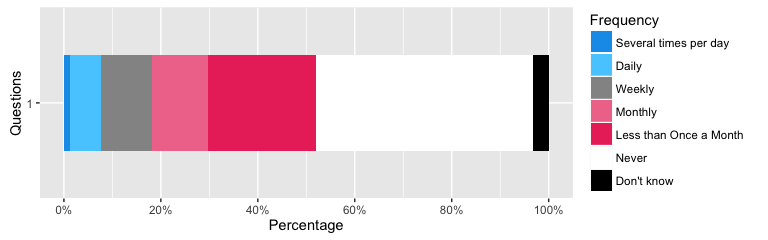 Frequency
Several times per day
Daily
Weekly
Monthly
Less than Once a Month
Never
Don't know
Questions
1
0%
20%
40%
60%
80%
100%
Percentage